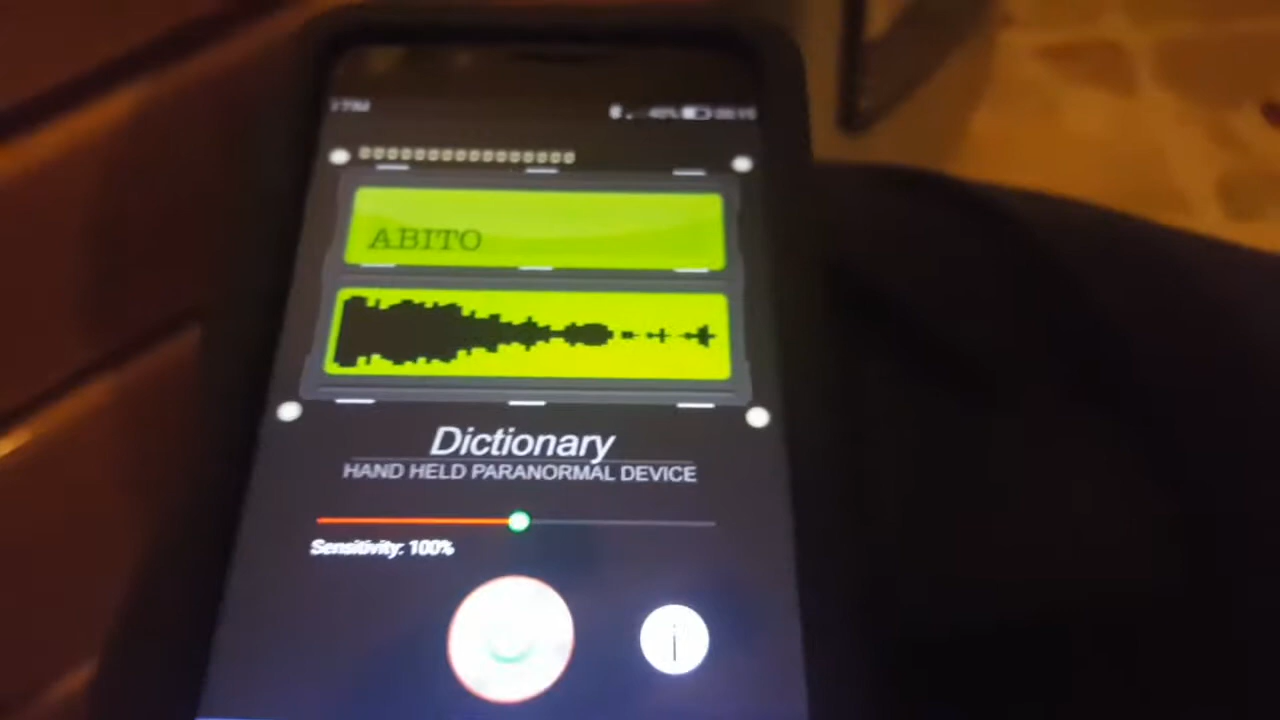 ABITO
Dictionary
HAND HELD PARANORMAL DEVICE
Sensitivity: 100%
i